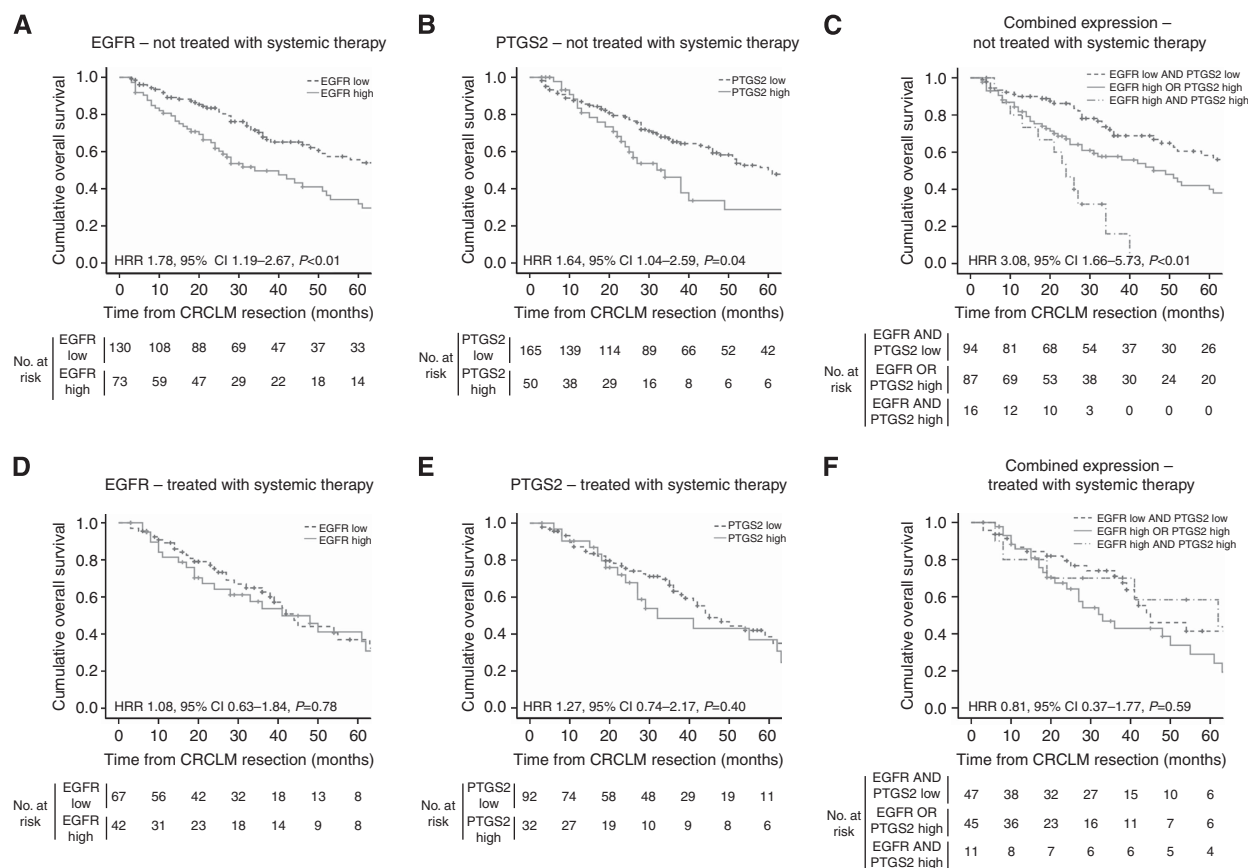 A
EGFR – not treated with systemic therapy
Cumulative overall survival
1.0
0.8
0.6
0.4
0.2
0.0
EGFR low
EGFR high
HRR 1.78, 95% CI 1.19–2.67, P<0.01
0 10 20 30 40 50 60
Time from CRCLM resection (months)
No. at risk
EGFR low 130 108 88 69 47 37 33
EGFR high 73 59 47 29 22 18 14
B
PTGS2 – not treated with systemic therapy
Cumulative overall survival
1.0
0.8
0.6
0.4
0.2
0.0
PTGS2 low
PTGS2 high
HRR 1.64, 95% CI 1.04–2.59, P=0.04
0 10 20 30 40 50 60
Time from CRCLM resection (months)
No. at risk
PTGS2 low 165 139 114 89 66 52 42
PTGS2 high 50 38 29 16 8 6 6
C
Combined expression –
not treated with systemic therapy
Cumulative overall survival
1.0
0.8
0.6
0.4
0.2
0.0
EGFR low AND PTGS2 low
EGFR high OR PTGS2 high
EGFR high AND PTGS2 high
HRR 3.08, 95% CI 1.66–5.73, P<0.01
0 10 20 30 40 50 60
Time from CRCLM resection (months)
No. at risk
EGFR AND PTGS2 low 94 81 68 54 37 30 26
EGFR OR PTGS2 high 87 69 53 38 30 24 20
EGFR AND PTGS2 high 16 12 10 3 0 0 0
D
EGFR – treated with systemic therapy
Cumulative overall survival
1.0
0.8
0.6
0.4
0.2
0.0
EGFR low
EGFR high
HRR 1.08, 95% CI 0.63–1.84, P=0.78
0 10 20 30 40 50 60
Time from CRCLM resection (months)
No. at risk
EGFR low 67 56 42 32 18 13 8
EGFR high 42 31 23 18 14 9 8
E
PTGS2 – treated with systemic therapy
Cumulative overall survival
1.0
0.8
0.6
0.4
0.2
0.0
PTGS2 low
PTGS2 high
HRR 1.27, 95% CI 0.74–2.17, P=0.40
0 10 20 30 40 50 60
Time from CRCLM resection (months)
No. at risk
PTGS2 low 92 74 58 48 29 19 11
PTGS2 high 32 27 19 10 9 8 6
F
Combined expression –
treated with systemic therapy
Cumulative overall survival
1.0
0.8
0.6
0.4
0.2
0.0
EGFR low AND PTGS2 low
EGFR high OR PTGS2 high
EGFR high AND PTGS2 high
HRR 0.81, 95% CI 0.37–1.77, P=0.59
0 10 20 30 40 50 60
Time from CRCLM resection (months)
No. at risk
EGFR AND PTGS2 low 47 38 32 27 15 10 6
EGFR OR PTGS2 high 45 36 23 16 11 7 6
EGFR AND PTGS2 high 11 8 7 6 6 5 4